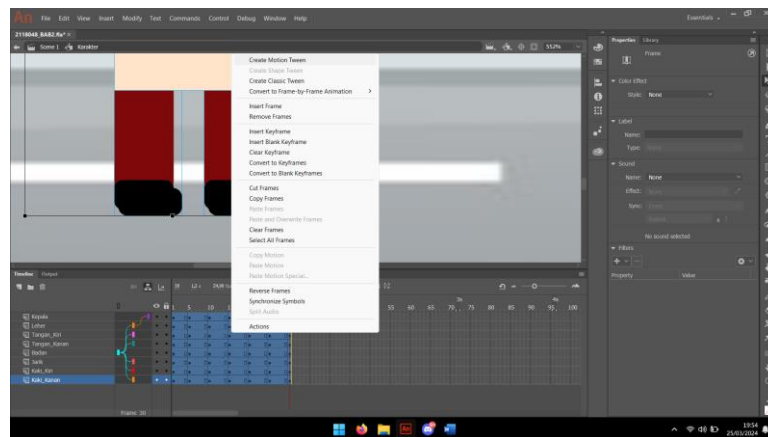 An File Edit View Insert Modify Text Commands Control Debug Window Help
Essentials
2118048_BAB2.fla*
Scene 1 Karakter
552%
Create Motion Tween
Create Shape Tween
Create Classic Tween
Convert to Frame-by-Frame Animation
Insert Frame
Remove Frames
Insert Keyframe
Insert Blank Keyframe
Clear Keyframe
Convert to Keyframes
Convert to Blank Keyframes
Cut Frames
Copy Frames
Paste Frames
Paste and Overwrite Frames
Clear Frames
Select All Frames
Copy Motion
Paste Motion
Paste Motion Special...
Reverse Frames
Synchronize Symbols
Split Audio
Actions
Properties Library
Frame
Color Effect
Style: None
Label
Name:
Type:
Sound
Name: None
Effect:
Sync:
No sound selected
Filters
Property Value
Timeline Output
5 10 55 60 65 70 75 80 85 90 95 100
Kepala
Leher
Tangan_Kiri
Tangan_Kanan
Badan
Kaki_Kiri
Kaki_Kanan
Frame 30
19:54
25/03/2024